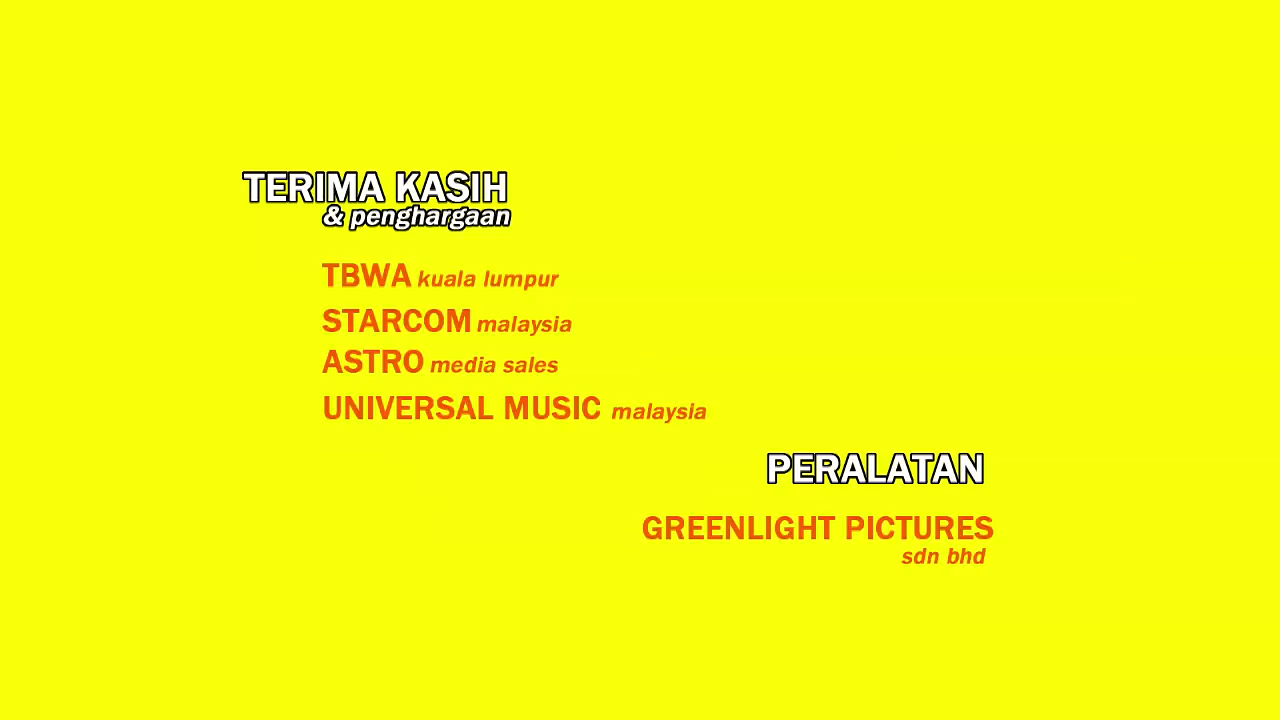 TERIMA KASIH
& penghargaan
TBWA kuala lumpur
STARCOM malaysia
ASTRO media sales
UNIVERSAL MUSIC malaysia
PERALATAN
GREENLIGHT PICTURES
sdn bhd